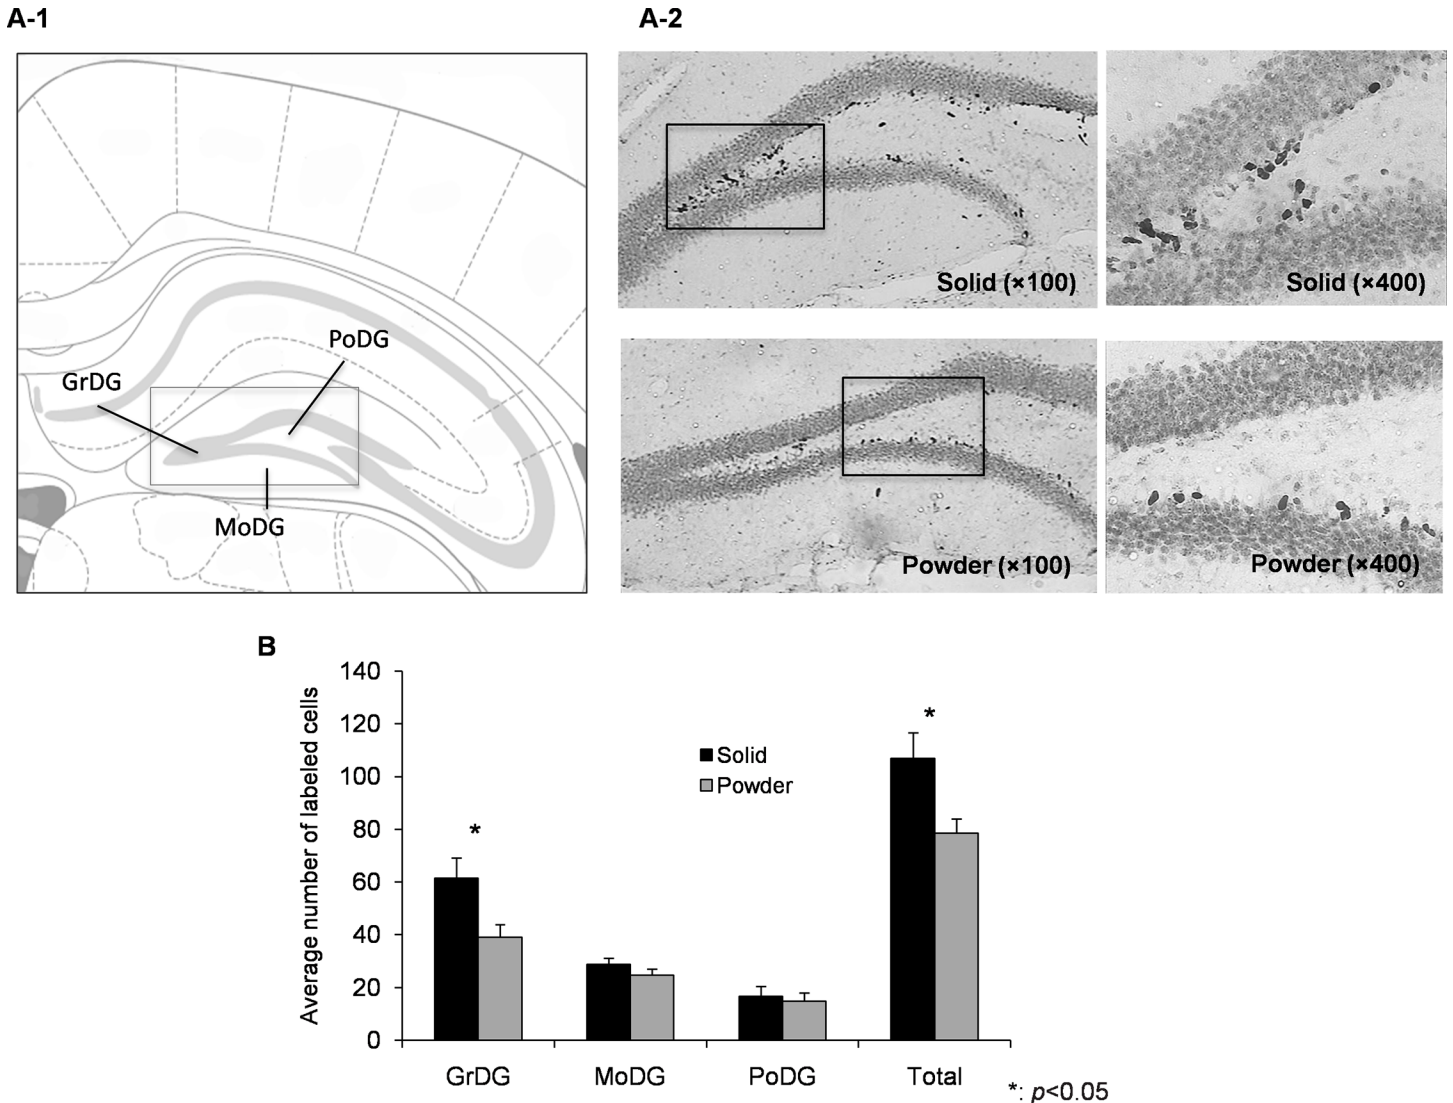 A-1
A-2
PoDG
GrDG
MoDG
Solid (×100)
Solid (×400)
Powder (×100)
Powder (×400)
B
Average number of labeled cells
140
120
100
80
60
40
20
0
*
*
Solid
Powder
GrDG
MoDG
PoDG
Total
*: p<0.05